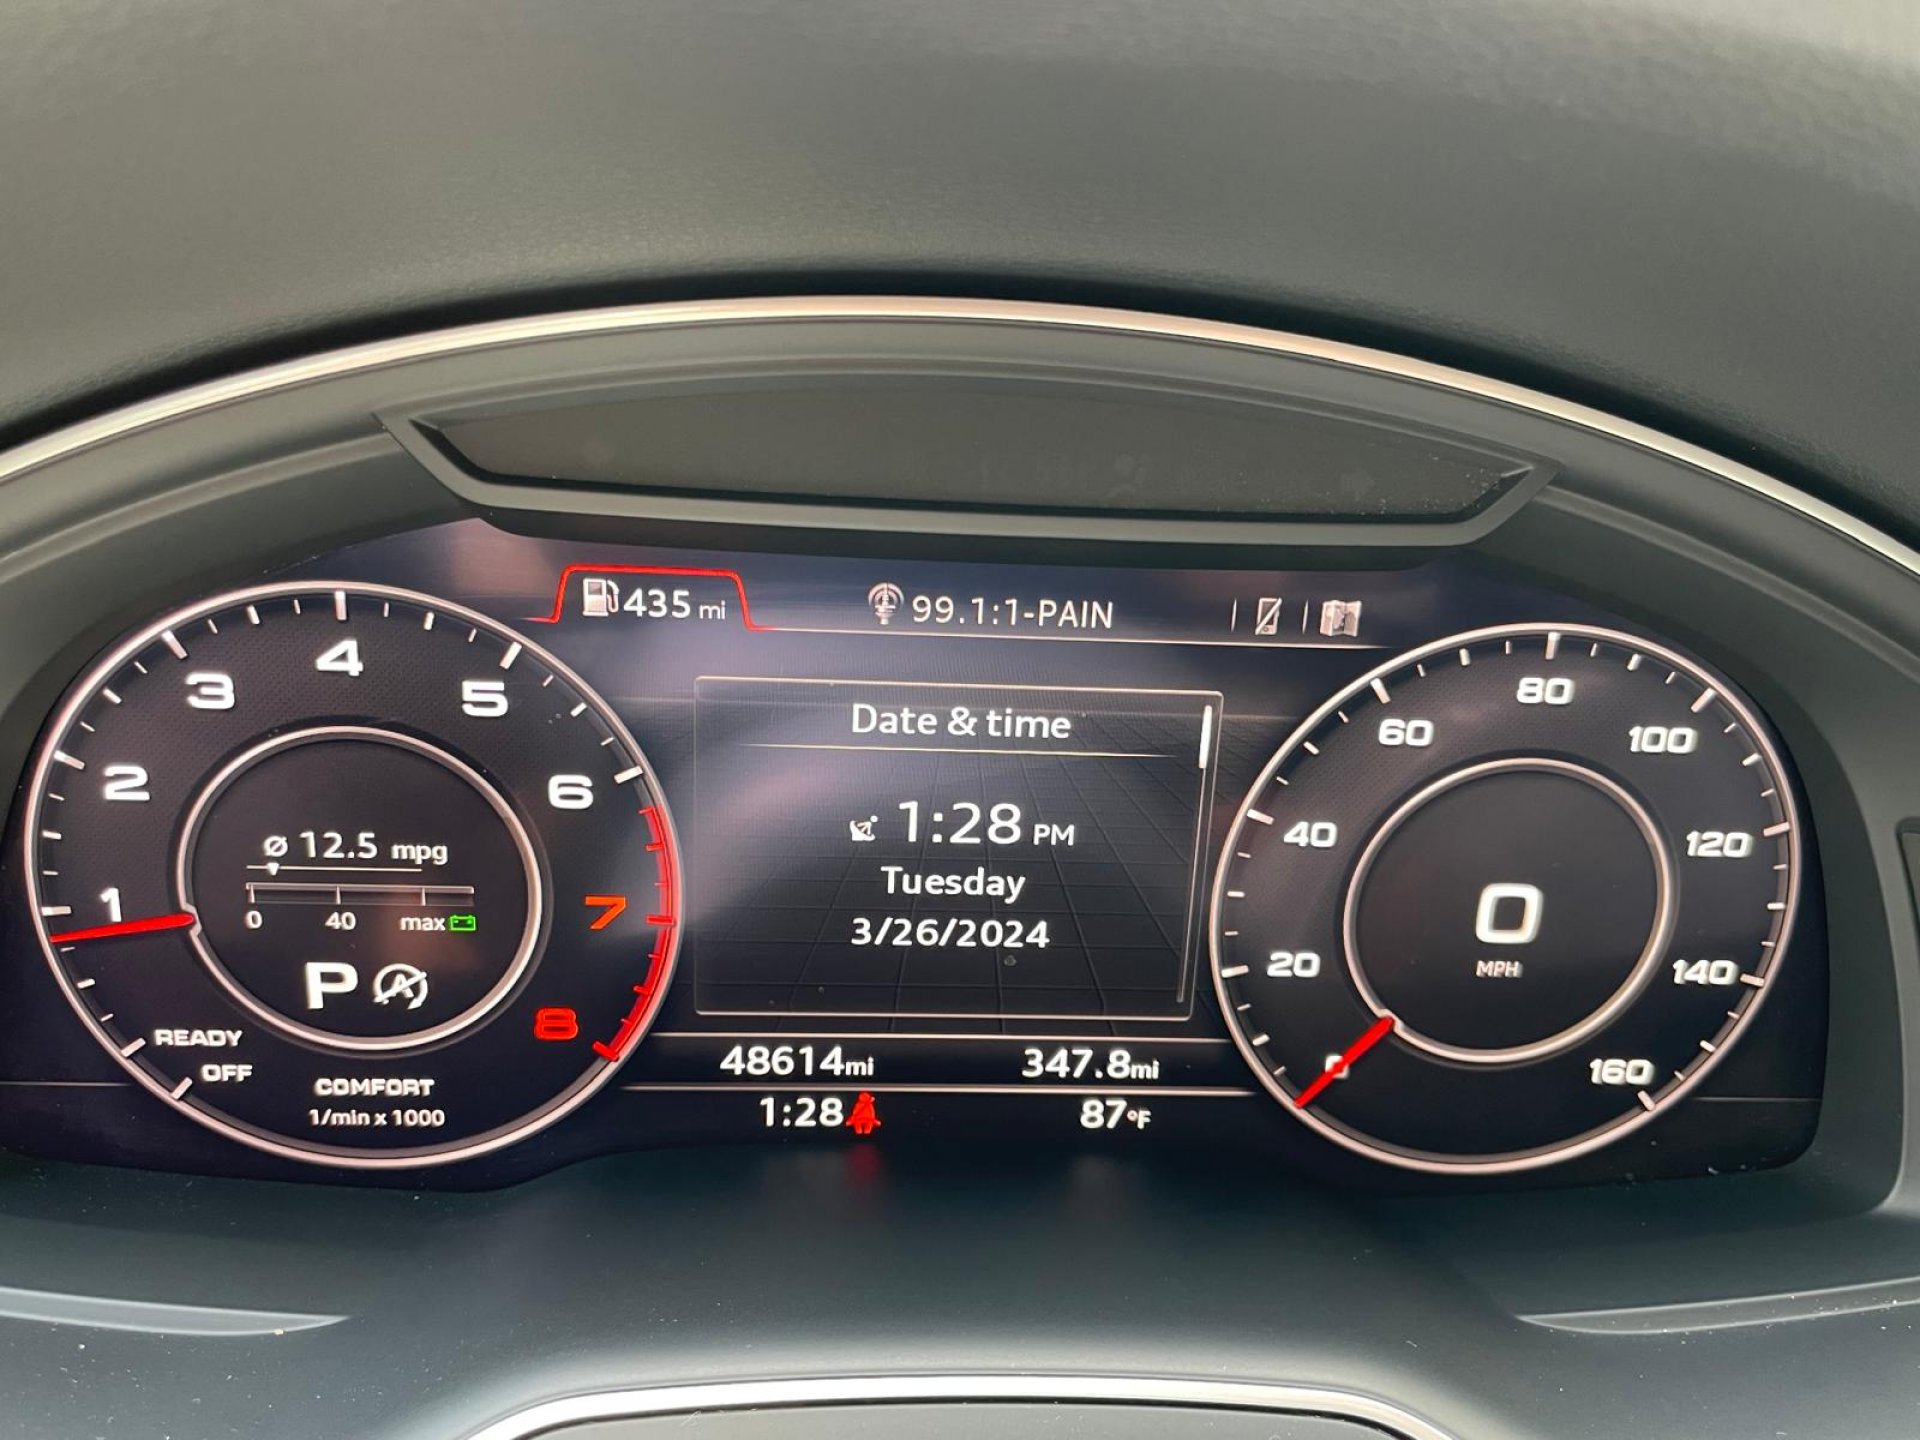 435 mi
99.1:1-PAIN
1
2
3
4
5
6
7
8
Ø 12.5 mpg
0 40 max
P A
READY
OFF
COMFORT
1/min x 1000
Date & time
1:28 PM
Tuesday
3/26/2024
48614mi 347.8mi
1:28 87°F
0
20
40
60
80
100
120
140
160
0
MPH